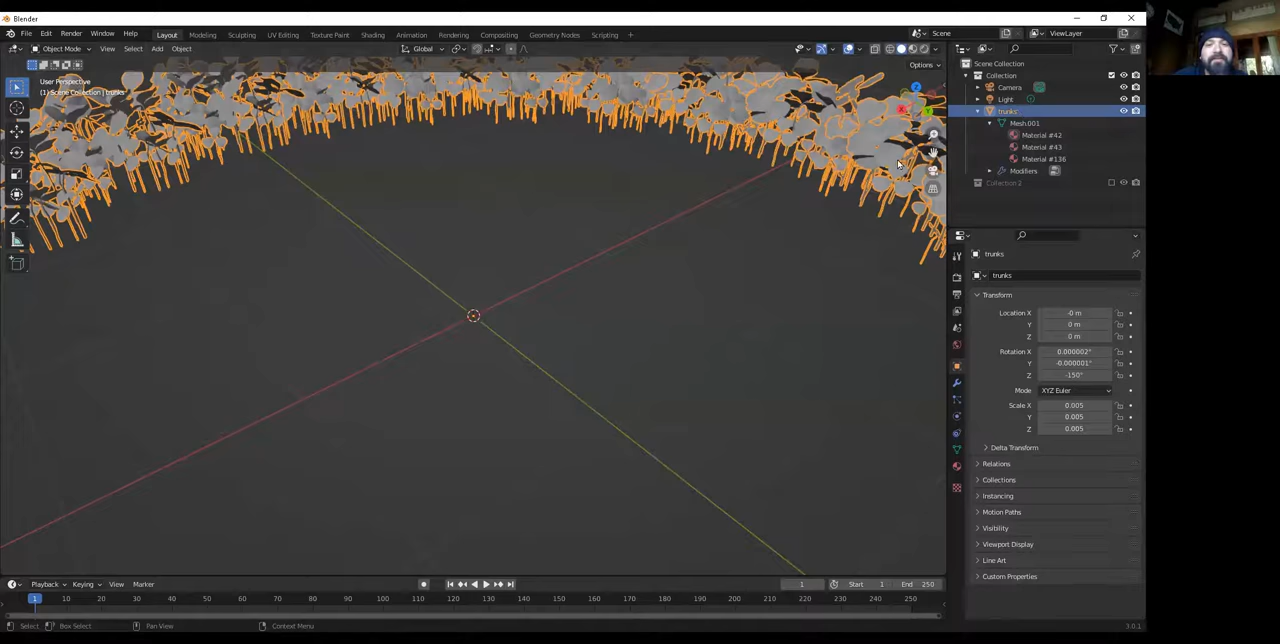 Blender
File Edit Render Window Help Layout Modeling Sculpting UV Editing Texture Paint Shading Animation Rendering Compositing Geometry Nodes Scripting + Scene ViewLayer
Object Mode View Select Add Object Global
Options
User Perspective
(1) Scene Collection | trunks
Scene Collection
Collection
Camera
Light
trunks
Mesh.001
Material #42
Material #43
Material #136
Modifiers
Collection 2
trunks
trunks
Transform
Location X -0 m
Y 0 m
Z 0 m
Rotation X 0.000002°
Y -0.000001°
Z -150°
Mode XYZ Euler
Scale X 0.005
Y 0.005
Z 0.005
Delta Transform
Relations
Collections
Instancing
Motion Paths
Visibility
Viewport Display
Line Art
Custom Properties
Playback Keying View Marker 1 Start 1 End 250
1 10 20 30 40 50 60 70 80 90 100 110 120 130 140 150 160 170 180 190 200 210 220 230 240 250
Select Box Select Pan View Context Menu 3.0.1